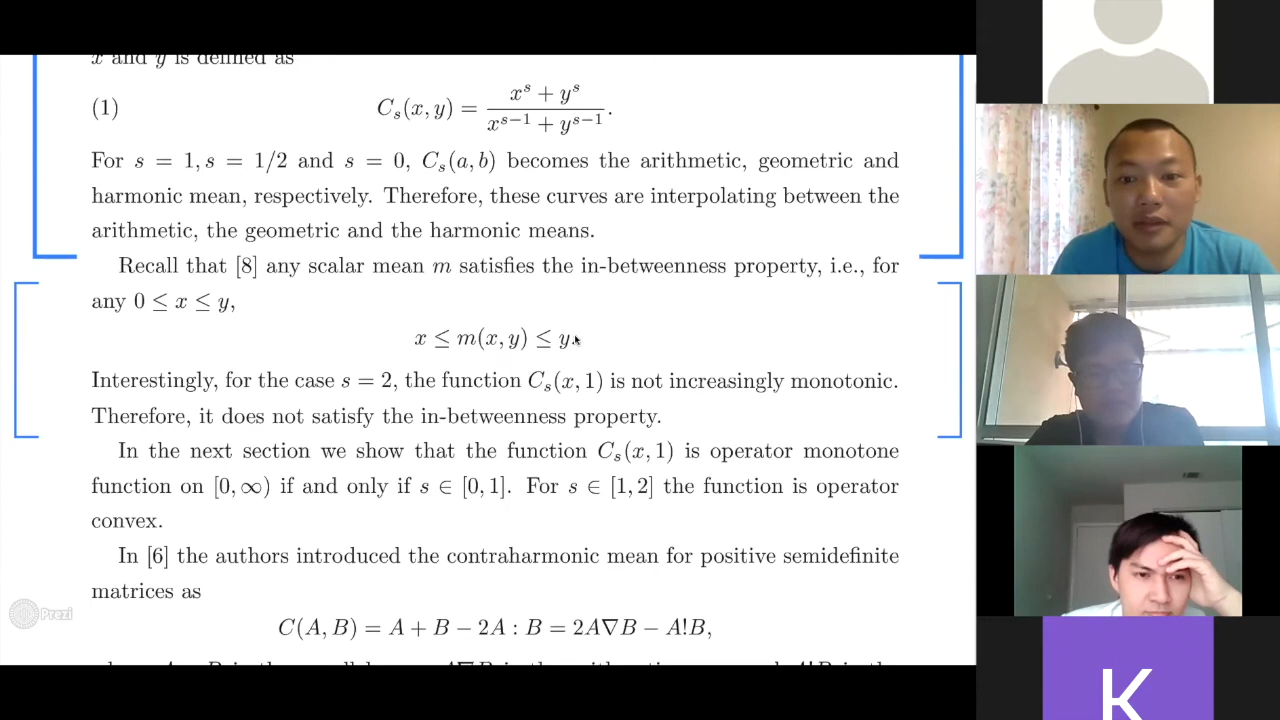 x and y is defined as
(1) C_s(x, y) = \frac{x^s + y^s}{x^{s-1} + y^{s-1}}.
For s = 1, s = 1/2 and s = 0, C_s(a, b) becomes the arithmetic, geometric and
harmonic mean, respectively. Therefore, these curves are interpolating between the
arithmetic, the geometric and the harmonic means.
Recall that [8] any scalar mean m satisfies the in-betweenness property, i.e., for
any 0 ≤ x ≤ y,
x ≤ m(x, y) ≤ y.
Interestingly, for the case s = 2, the function C_s(x, 1) is not increasingly monotonic.
Therefore, it does not satisfy the in-betweenness property.
In the next section we show that the function C_s(x, 1) is operator monotone
function on [0, ∞) if and only if s ∈ [0, 1]. For s ∈ [1, 2] the function is operator
convex.
In [6] the authors introduced the contraharmonic mean for positive semidefinite
matrices as
Prezi
C(A, B) = A + B − 2A : B = 2A∇B − A!B,
K